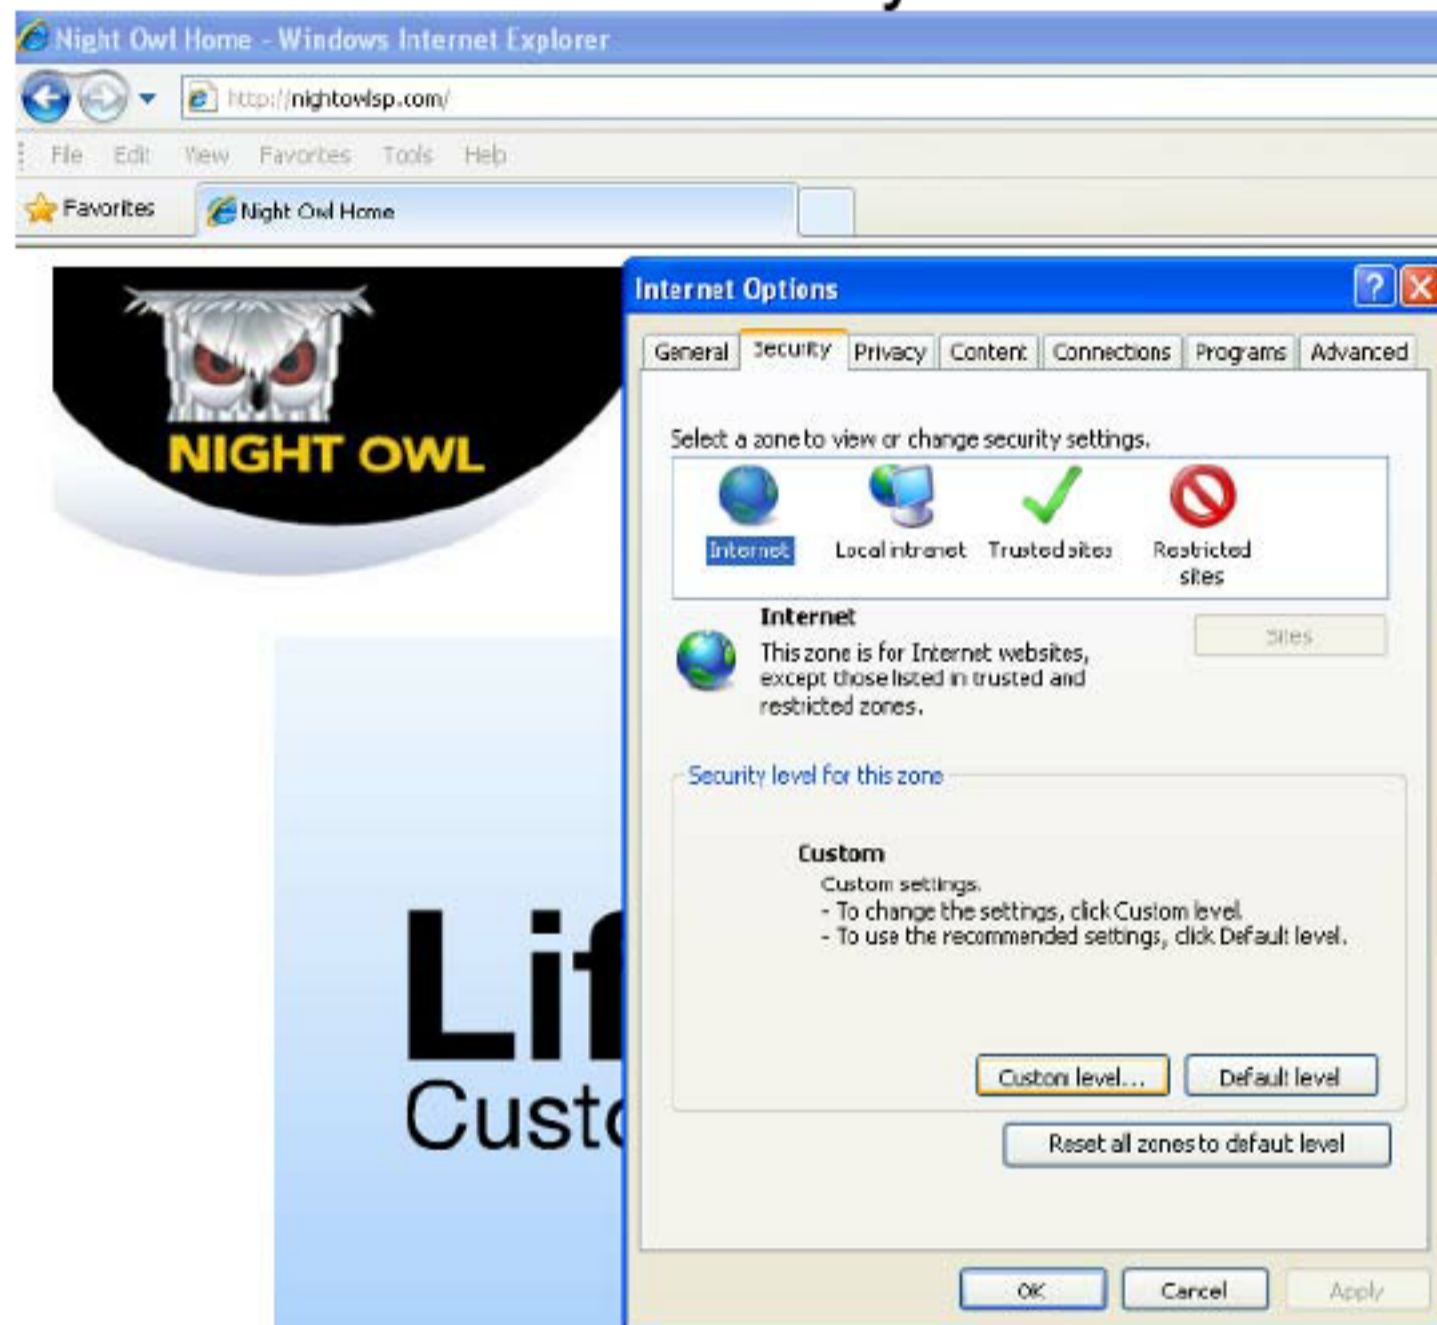 Night Owl Home - Windows Internet Explorer
http://nightowlsp.com/
File Edit View Favorites Tools Help
Favorites Night Owl Home
NIGHT OWL
Internet Options
General Security Privacy Content Connections Programs Advanced
Select a zone to view or change security settings.
Internet Local intranet Trusted sites Restricted
sites
Internet
Sites
This zone is for Internet websites,
except those listed in trusted and
restricted zones.
Security level for this zone
Custom
Custom settings.
- To change the settings, click Custom level.
- To use the recommended settings, click Default level.
Lif
Custo
Custom level... Default level
Reset all zones to default level
OK Cancel Apply